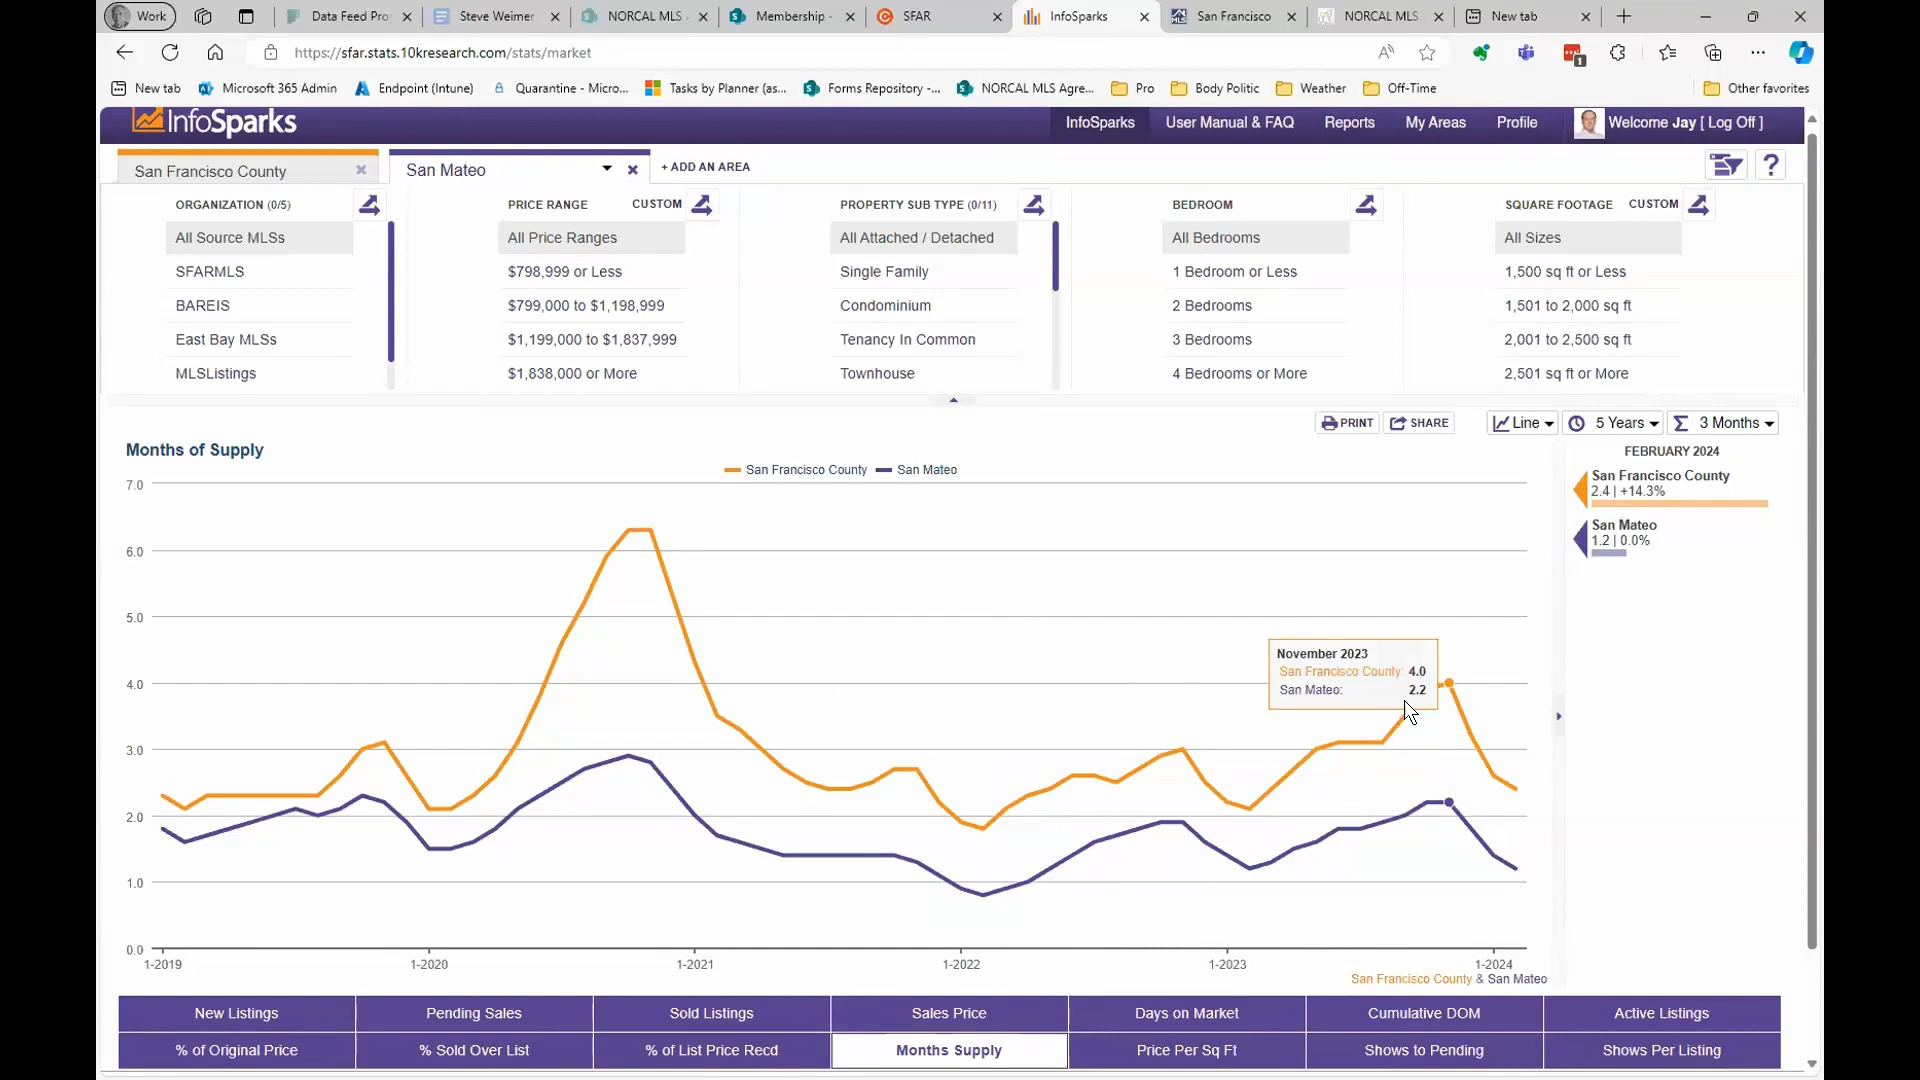 Work
Data Feed Pro
Steve Weimer
NORCAL MLS
Membership -
SFAR
InfoSparks
San Francisco
NORCAL MLS
New tab
https://sfar.stats.10kresearch.com/stats/market
1
New tab
Microsoft 365 Admin
Endpoint (Intune)
Quarantine - Micro...
Tasks by Planner (as...
Forms Repository -...
NORCAL MLS Agre...
Pro
Body Politic
Weather
Off-Time
Other favorites
InfoSparks
InfoSparks
User Manual & FAQ
Reports
My Areas
Profile
Welcome Jay [ Log Off ]
San Francisco County
San Mateo
+ ADD AN AREA
?
ORGANIZATION (0/5)
All Source MLSs
SFARMLS
BAREIS
East Bay MLSs
MLSListings
PRICE RANGE
CUSTOM
All Price Ranges
$798,999 or Less
$799,000 to $1,198,999
$1,199,000 to $1,837,999
$1,838,000 or More
PROPERTY SUB TYPE (0/11)
All Attached / Detached
Single Family
Condominium
Tenancy In Common
Townhouse
BEDROOM
All Bedrooms
1 Bedroom or Less
2 Bedrooms
3 Bedrooms
4 Bedrooms or More
SQUARE FOOTAGE
CUSTOM
All Sizes
1,500 sq ft or Less
1,501 to 2,000 sq ft
2,001 to 2,500 sq ft
2,501 sq ft or More
PRINT
SHARE
Line
5 Years
Σ 3 Months
Months of Supply
San Francisco County
San Mateo
7.0
6.0
5.0
4.0
3.0
2.0
1.0
0.0
1-2019
1-2020
1-2021
1-2022
1-2023
1-2024
November 2023
San Francisco County: 4.0
San Mateo: 2.2
San Francisco County & San Mateo
FEBRUARY 2024
San Francisco County
2.4 | +14.3%
San Mateo
1.2 | 0.0%
New Listings
Pending Sales
Sold Listings
Sales Price
Days on Market
Cumulative DOM
Active Listings
% of Original Price
% Sold Over List
% of List Price Recd
Months Supply
Price Per Sq Ft
Shows to Pending
Shows Per Listing